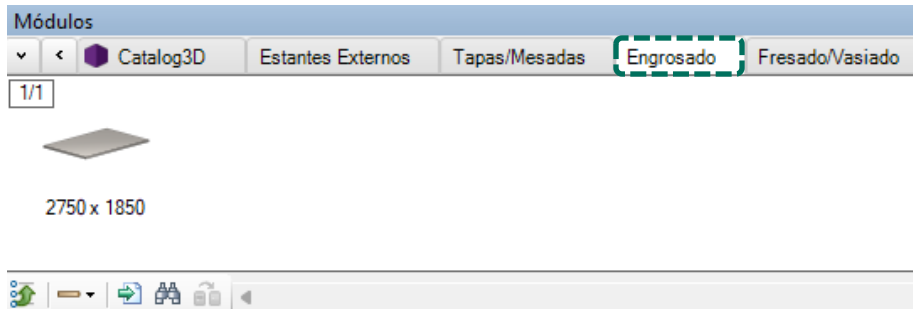 Módulos
Catalog3D Estantes Externos Tapas/Mesadas Engrosado Fresado/Vasiado
1/1
2750 x 1850